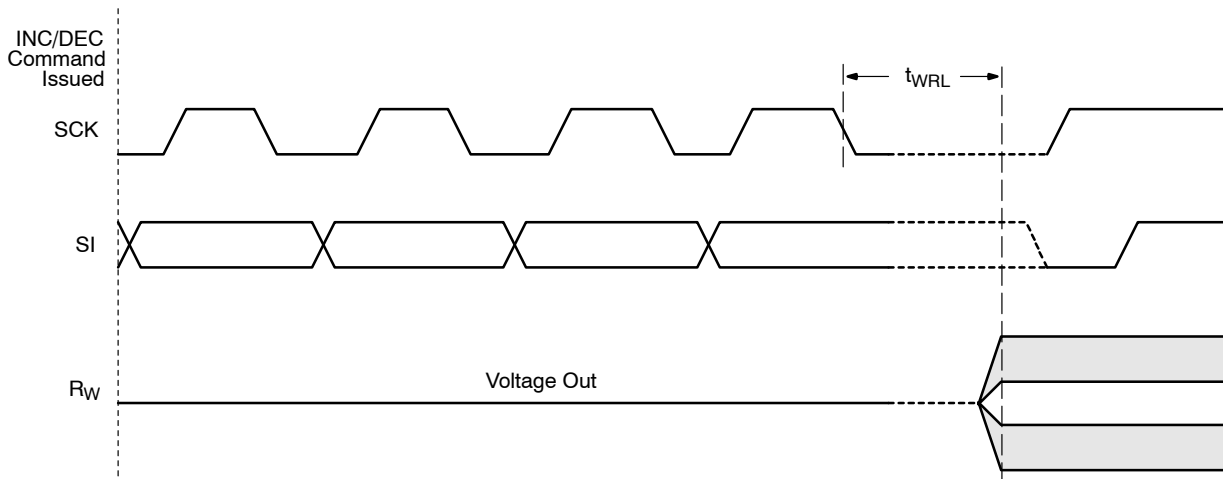 INC/DEC
Command
Issued
tWRL
SCK
SI
Voltage Out
RW